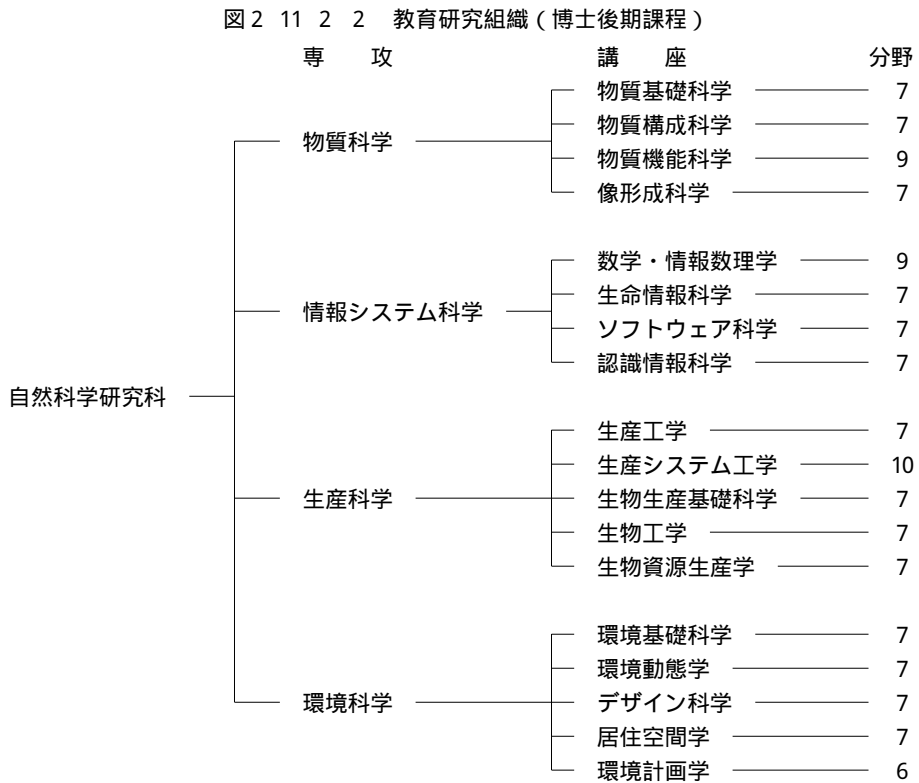 図2 11 2 2 教育研究組織(博士後期課程)
専 攻 講 座 分野
物質基礎科学 7
物質構成科学 7
物質科学
物質機能科学 9
像形成科学 7
数学・情報数理学 9
生命情報科学 7
情報システム科学
ソフトウェア科学 7
認識情報科学 7
自然科学研究科
生産工学 7
生産システム工学 10
生産科学
生物生産基礎科学 7
生物工学 7
生物資源生産学 7
環境基礎科学 7
環境動態学 7
環境科学
デザイン科学 7
居住空間学 7
環境計画学 6